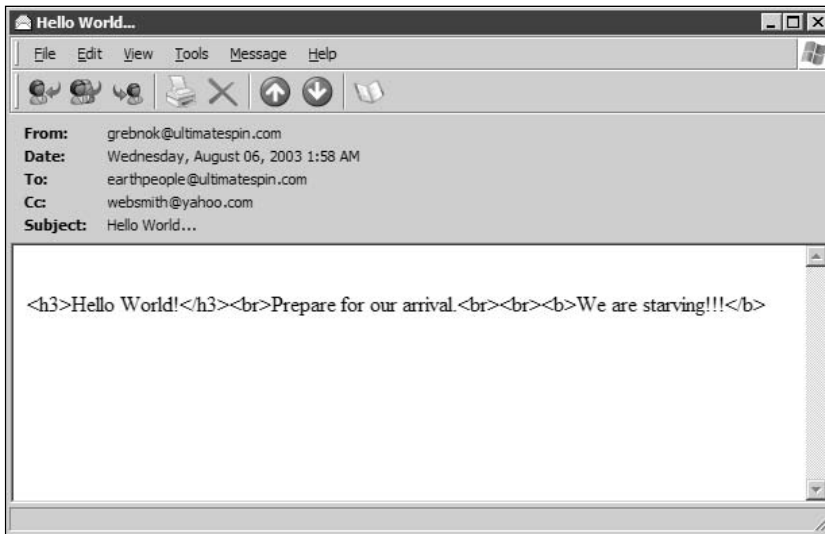 Hello World...
File Edit View Tools Message Help
From: grebnok@ultimatespin.com
Date: Wednesday, August 06, 2003 1:58 AM
To: earthpeople@ultimatespin.com
Cc: websmith@yahoo.com
Subject: Hello World...
<h3>Hello World!</h3><br>Prepare for our arrival.<br><br><b>We are starving!!!</b>